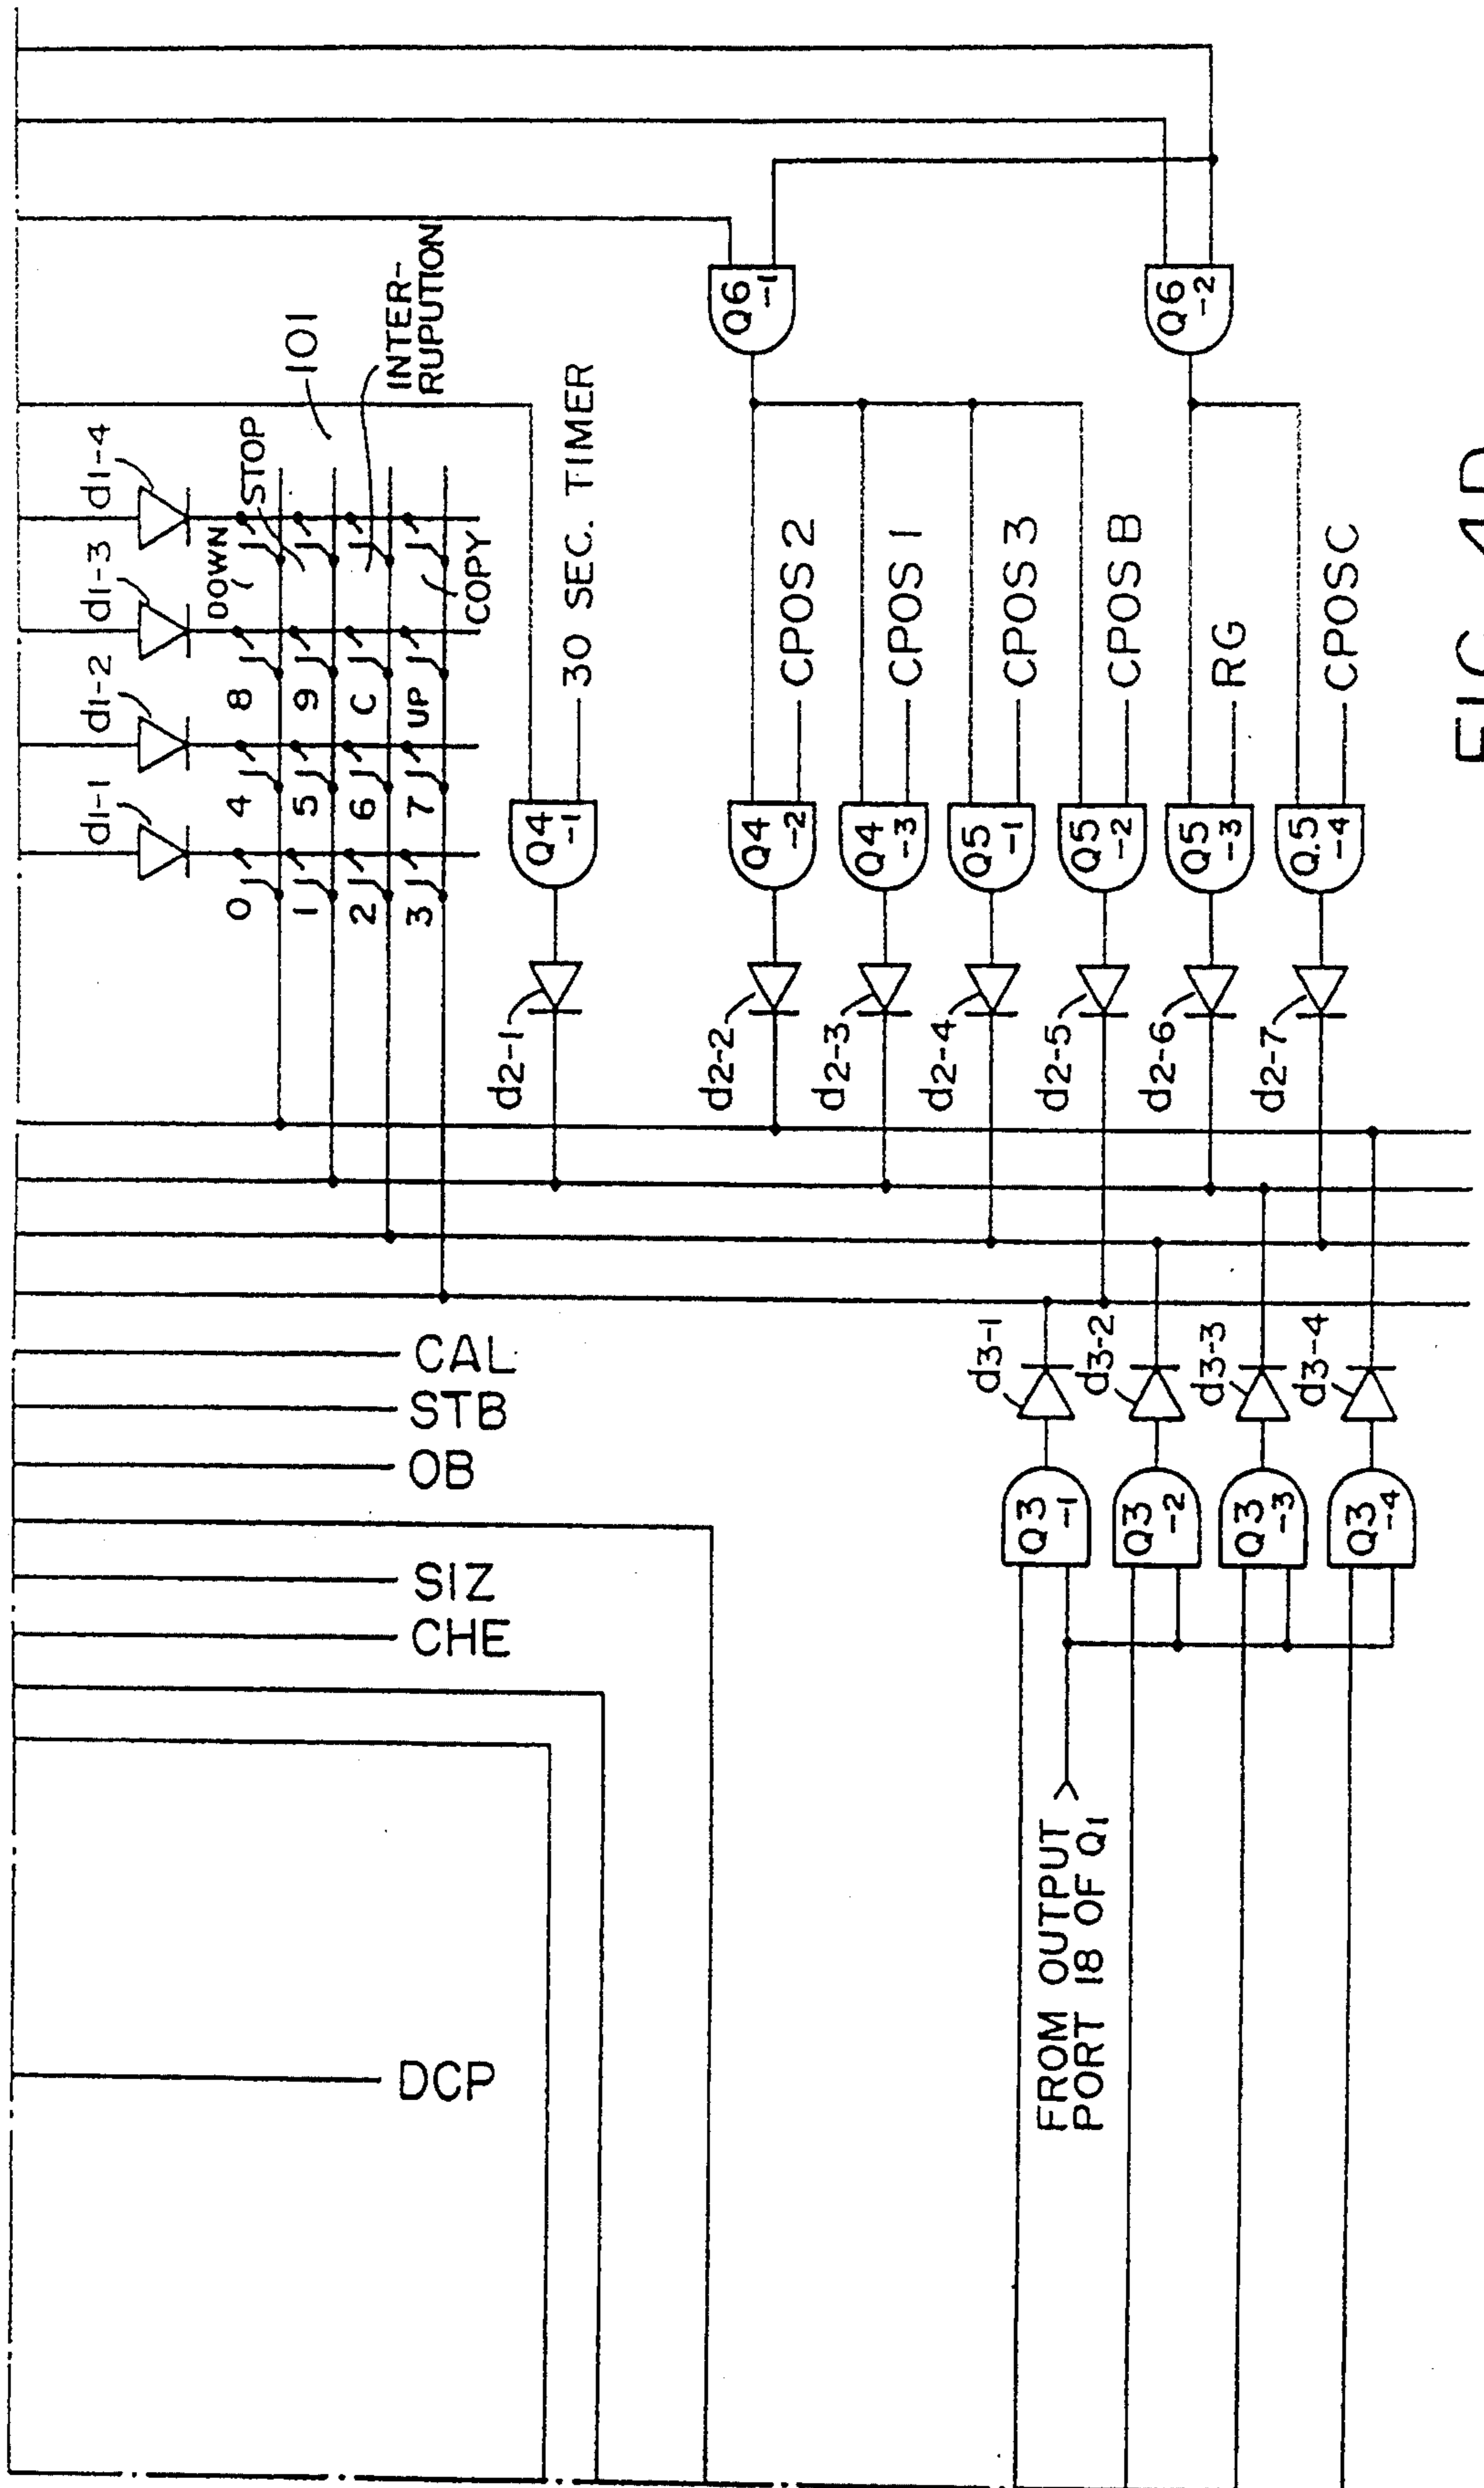 d1-1
d1-2
d1-3
d1-4
DOWN
STOP
101
INTER-
RUPUTION
0
4
8
1
5
9
2
6
C
3
7
UP
COPY
Q4
-1
30 SEC. TIMER
d2-1
Q6
-1
Q6
-2
Q4
-2
CPOS 2
d2-2
Q4
-3
CPOS 1
d2-3
Q5
-1
CPOS 3
d2-4
Q5
-2
CPOS B
d2-5
Q5
-3
RG
d2-6
Q.5
-4
CPOSC
d2-7
CAL
STB
OB
SIZ
CHE
DCP
d3-1
d3-2
d3-3
d3-4
Q3
-1
Q3
-2
Q3
-3
Q3
-4
FROM OUTPUT
PORT 18 OF Q1